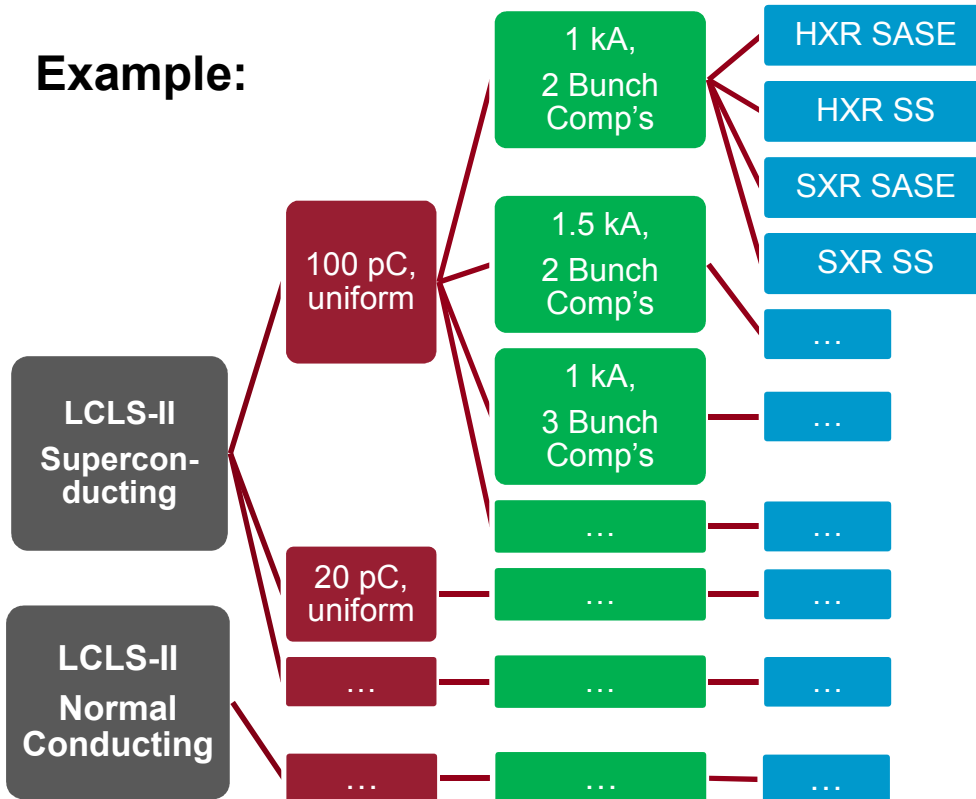 Example:
LCLS-II
Supercon-
ducting
LCLS-II
Normal
Conducting
100 pC,
uniform
20 pC,
uniform
…
…
1 kA,
2 Bunch
Comp’s
1.5 kA,
2 Bunch
Comp’s
1 kA,
3 Bunch
Comp’s
…
…
…
…
HXR SASE
HXR SS
SXR SASE
SXR SS
…
…
…
…
…
…